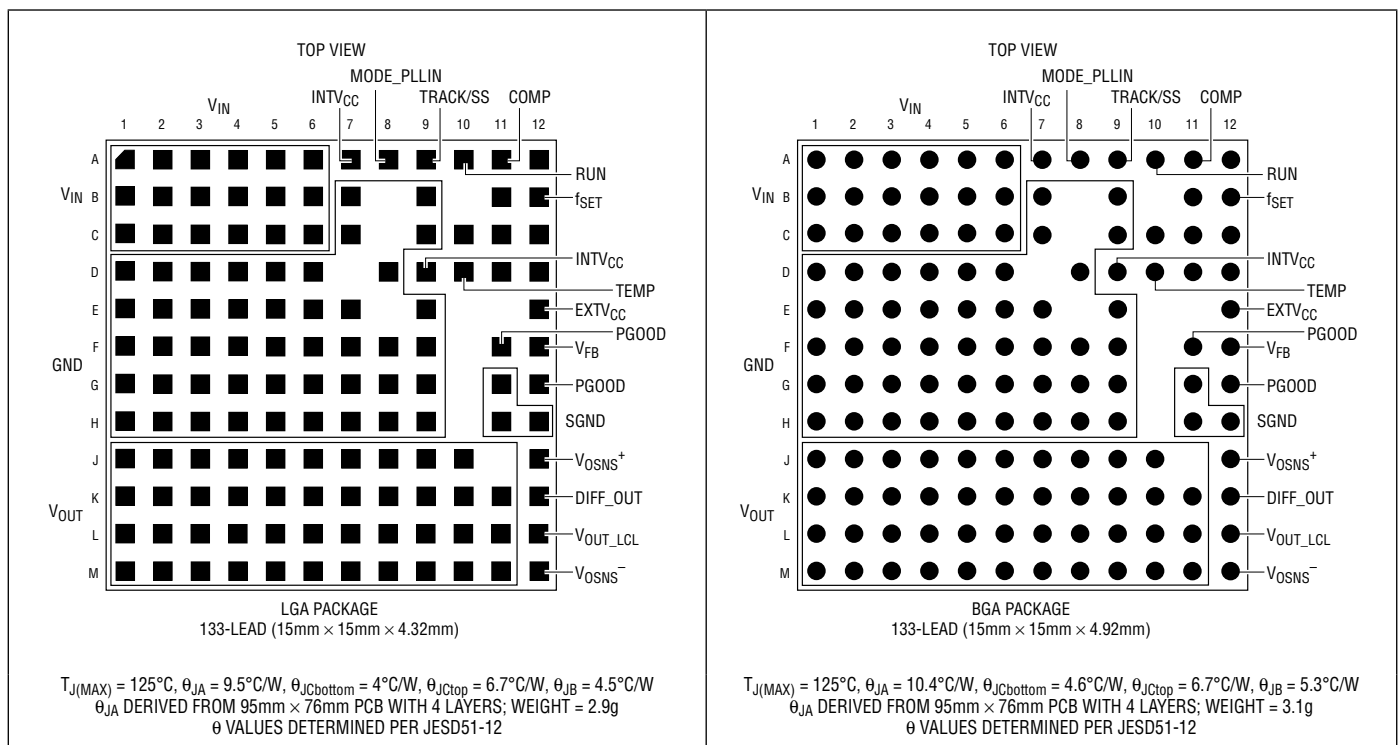 TOP VIEW
MODE_PLLIN
INTVCC TRACK/SS COMP
VIN
1 2 3 4 5 6 7 8 9 10 11 12
A
RUN
VIN B
fSET
C
D
INTVCC
TEMP
E
EXTVCC
PGOOD
F
VFB
GND
G
PGOOD
H
SGND
J
VOSNS+
K
DIFF_OUT
VOUT
L
VOUT_LCL
M
VOSNS−
LGA PACKAGE
133-LEAD (15mm × 15mm × 4.32mm)
TJ(MAX) = 125°C, θJA = 9.5°C/W, θJCbottom = 4°C/W, θJCtop = 6.7°C/W, θJB = 4.5°C/W
θJA DERIVED FROM 95mm × 76mm PCB WITH 4 LAYERS; WEIGHT = 2.9g
θ VALUES DETERMINED PER JESD51-12
TOP VIEW
MODE_PLLIN
INTVCC TRACK/SS COMP
VIN
1 2 3 4 5 6 7 8 9 10 11 12
A
RUN
VIN B
fSET
C
D
INTVCC
TEMP
E
EXTVCC
PGOOD
F
VFB
GND
G
PGOOD
H
SGND
J
VOSNS+
K
DIFF_OUT
VOUT
L
VOUT_LCL
M
VOSNS−
BGA PACKAGE
133-LEAD (15mm × 15mm × 4.92mm)
TJ(MAX) = 125°C, θJA = 10.4°C/W, θJCbottom = 4.6°C/W, θJCtop = 6.7°C/W, θJB = 5.3°C/W
θJA DERIVED FROM 95mm × 76mm PCB WITH 4 LAYERS; WEIGHT = 3.1g
θ VALUES DETERMINED PER JESD51-12